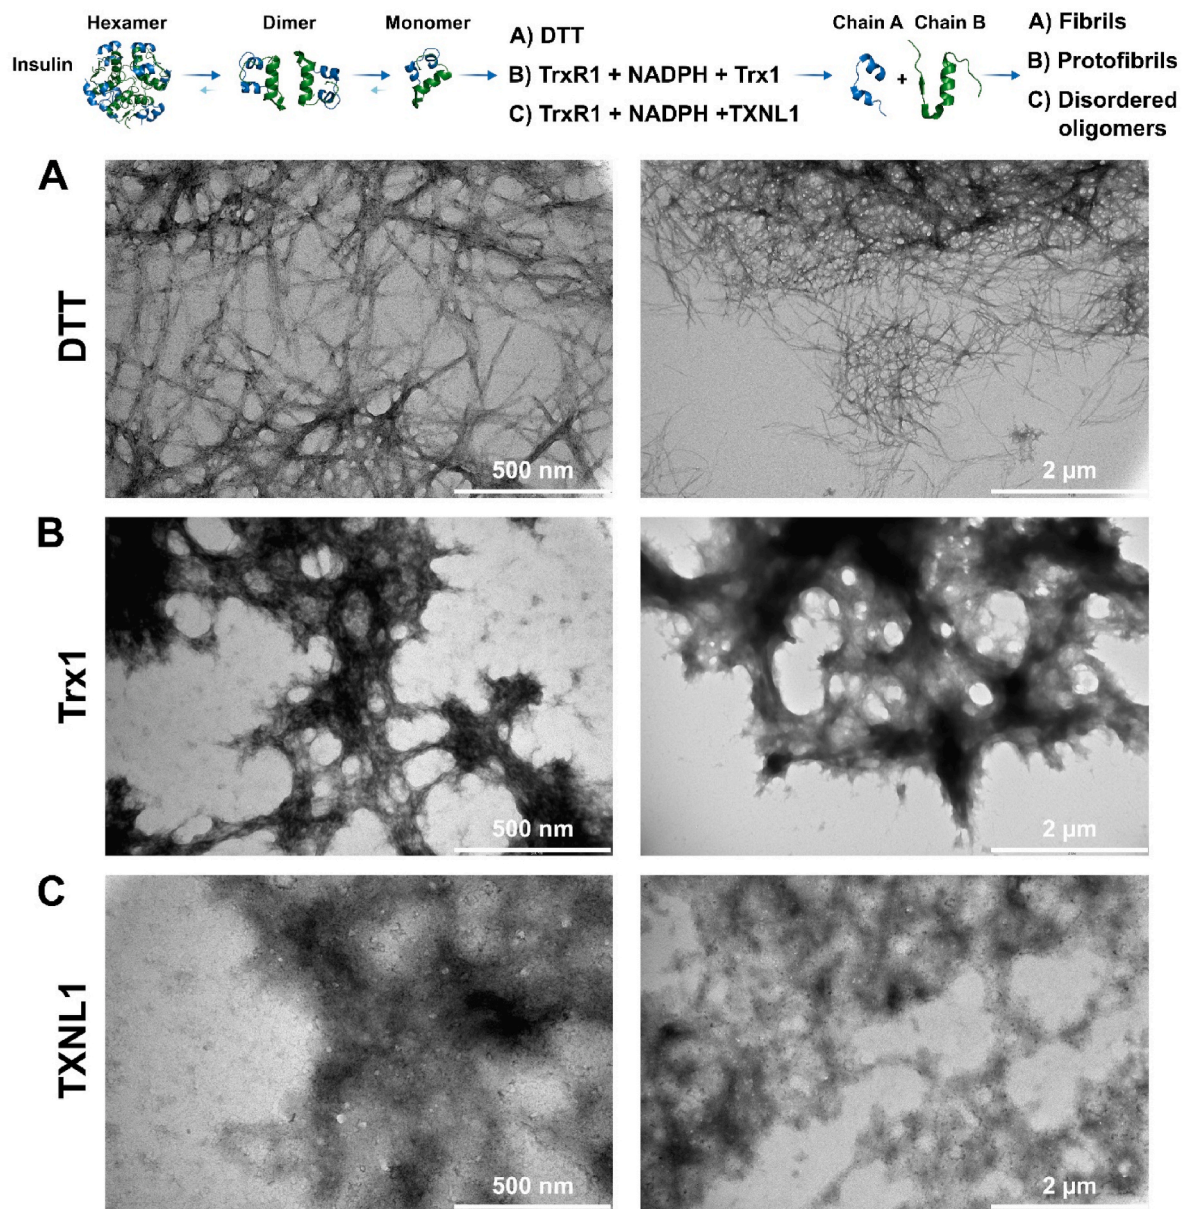 Hexamer
Dimer
Monomer
Insulin
A) DTT
B) TrxR1 + NADPH + Trx1
C) TrxR1 + NADPH +TXNL1
Chain A
Chain B
+
A) Fibrils
B) Protofibrils
C) Disordered
oligomers
A
DTT
500 nm
2 µm
B
Trx1
500 nm
2 µm
C
TXNL1
500 nm
2 µm